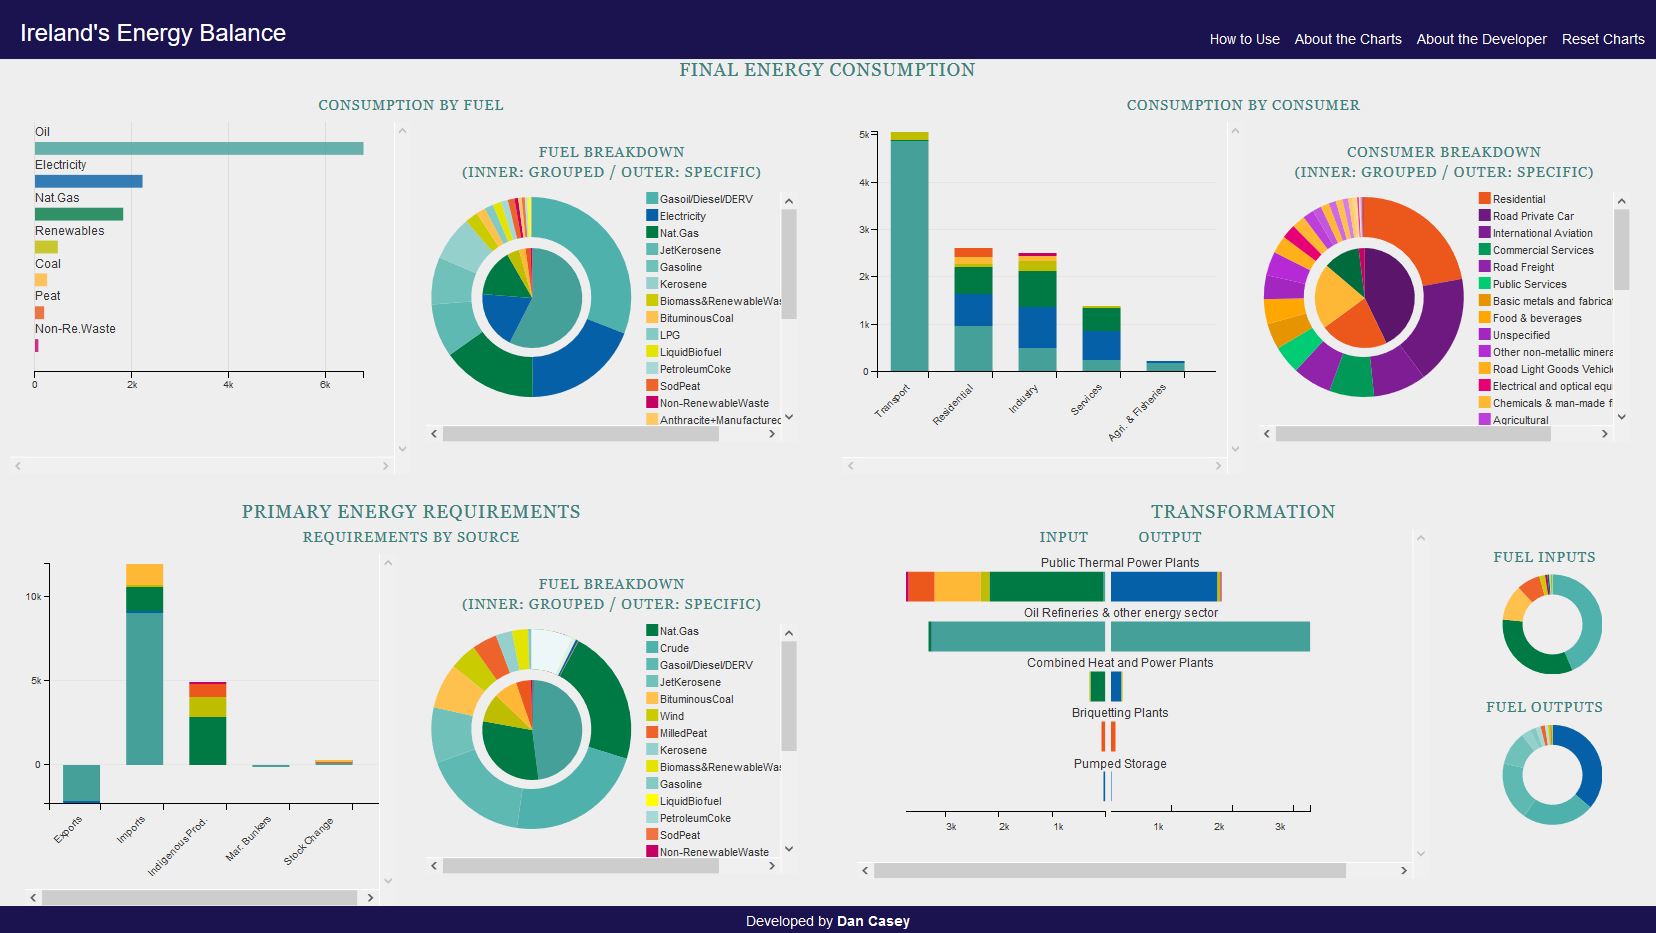 Ireland's Energy Balance
How to Use
About the Charts
About the Developer
Reset Charts
FINAL ENERGY CONSUMPTION
CONSUMPTION BY FUEL
Oil
Electricity
Nat.Gas
Renewables
Coal
Peat
Non-Re.Waste
0 2k 4k 6k
FUEL BREAKDOWN
(INNER: GROUPED / OUTER: SPECIFIC)
Gasoil/Diesel/DERV
Electricity
Nat.Gas
JetKerosene
Gasoline
Kerosene
Biomass&RenewableWas
BituminousCoal
LPG
LiquidBiofuel
PetroleumCoke
SodPeat
Non-RenewableWaste
Anthracite+Manufactured
CONSUMPTION BY CONSUMER
5k
4k
3k
2k
1k
0
Transport
Residential
Industry
Services
Agri. & Fisheries
CONSUMER BREAKDOWN
(INNER: GROUPED / OUTER: SPECIFIC)
Residential
Road Private Car
International Aviation
Commercial Services
Road Freight
Public Services
Basic metals and fabricat
Food & beverages
Unspecified
Other non-metallic minera
Road Light Goods Vehicle
Electrical and optical equi
Chemicals & man-made f
Agricultural
PRIMARY ENERGY REQUIREMENTS
REQUIREMENTS BY SOURCE
10k
5k
0
Exports
Imports
Indigenous Prod.
Mar. Bunkers
Stock Change
FUEL BREAKDOWN
(INNER: GROUPED / OUTER: SPECIFIC)
Nat.Gas
Crude
Gasoil/Diesel/DERV
JetKerosene
BituminousCoal
Wind
MilledPeat
Kerosene
Biomass&RenewableWas
Gasoline
LiquidBiofuel
PetroleumCoke
SodPeat
Non-RenewableWaste
TRANSFORMATION
INPUT OUTPUT
Public Thermal Power Plants
Oil Refineries & other energy sector
Combined Heat and Power Plants
Briquetting Plants
Pumped Storage
3k 2k 1k 1k 2k 3k
FUEL INPUTS
FUEL OUTPUTS
Developed by Dan Casey